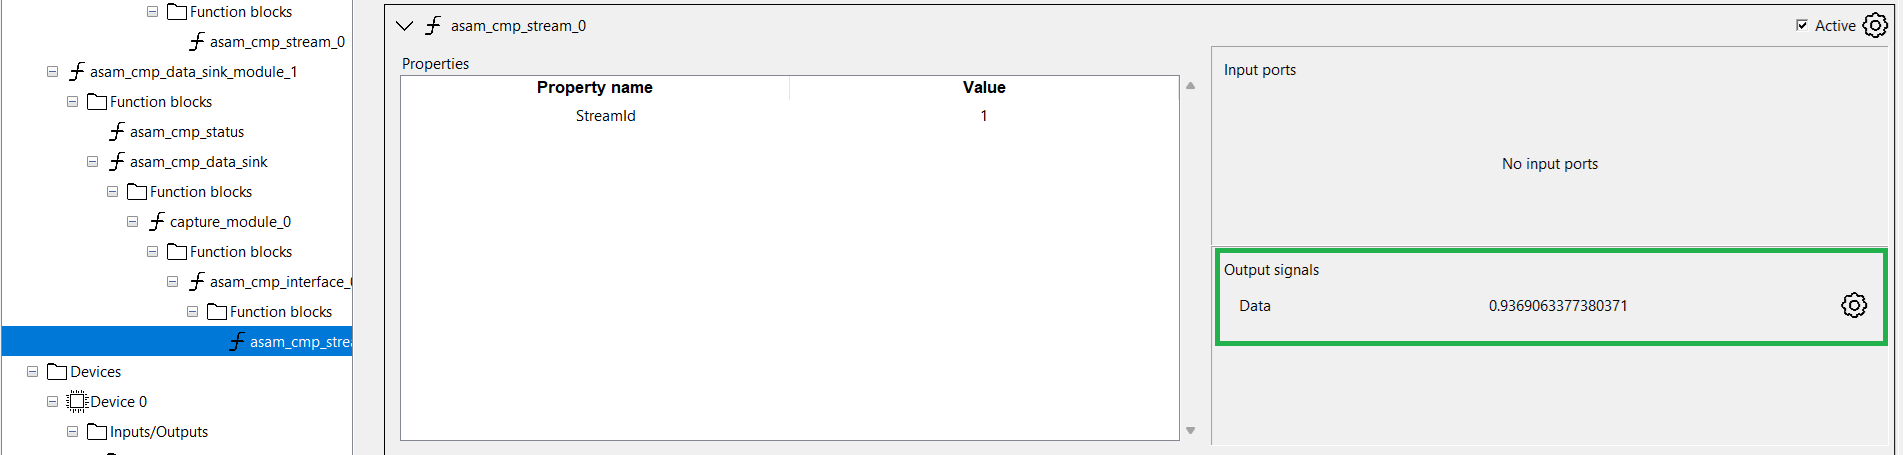 Function blocks
asam_cmp_stream_0
asam_cmp_data_sink_module_1
Function blocks
asam_cmp_status
asam_cmp_data_sink
Function blocks
capture_module_0
Function blocks
asam_cmp_interface_
Function blocks
asam_cmp_stre
Devices
Device 0
Inputs/Outputs
asam_cmp_stream_0
Active
Properties
Property name Value
StreamId 1
Input ports
No input ports
Output signals
Data 0.9369063377380371